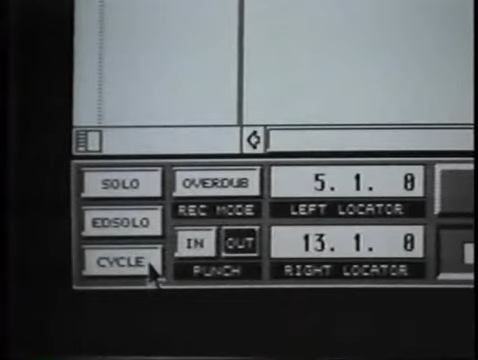 SOLO
OVERDUB
5. 1. 0
REC MODE
LEFT LOCATOR
EDSOLO
IN
OUT
13. 1. 0
CYCLE
PUNCH
RIGHT LOCATOR